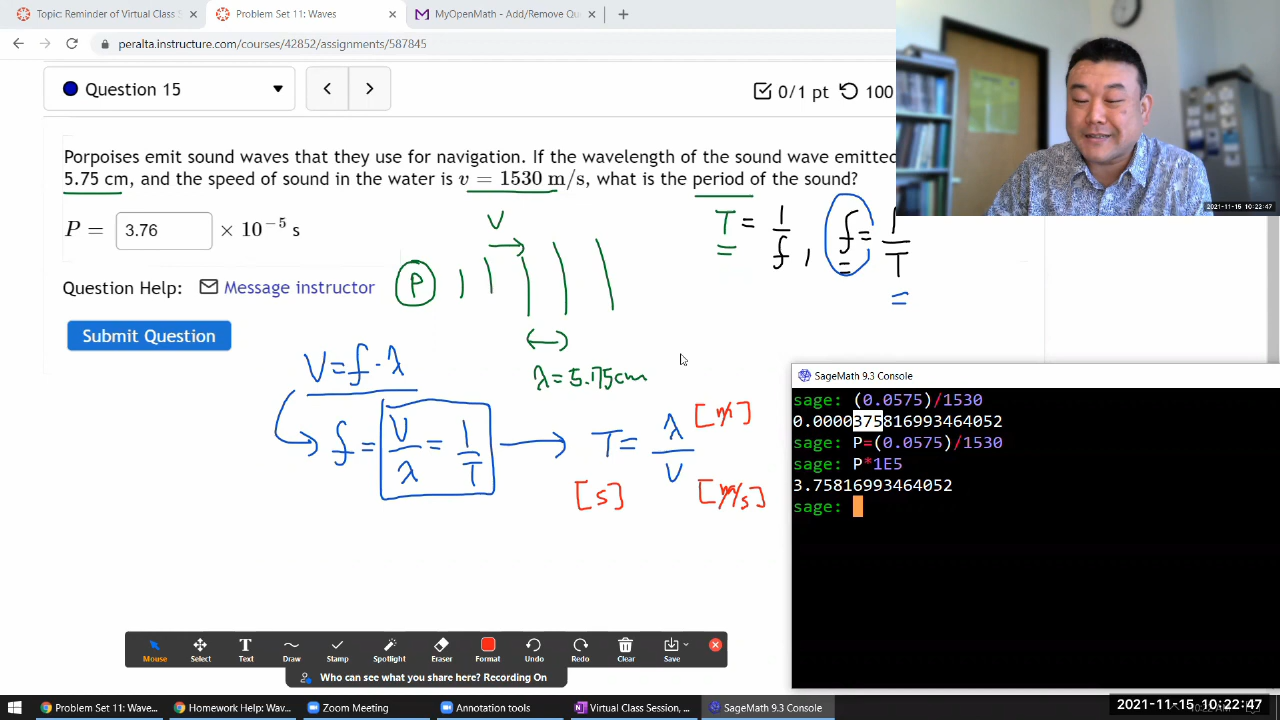 Topic: Reminder of Virtual Class S
Problem Set 11: Waves
MyOpenMath - Add/Remove Qu
peralta.instructure.com/courses/42852/assignments/587845
Question 15
0/1 pt
100
Porpoises emit sound waves that they use for navigation. If the wavelength of the sound wave emitted
5.75 cm, and the speed of sound in the water is v = 1530 m/s, what is the period of the sound?
P = 3.76 × 10⁻⁵ s
Question Help: Message instructor
Submit Question
V
P
λ = 5.75cm
T = 1/f , f = 1/T
V = f · λ
f = V/λ = 1/T → T = λ/V
[m]
[s]
[m/s]
SageMath 9.3 Console
sage: (0.0575)/1530
0.0000375816993464052
sage: P=(0.0575)/1530
sage: P*1E5
3.75816993464052
sage:
2021-11-15 10:22:47
Mouse
Select
Text
Draw
Stamp
Spotlight
Eraser
Format
Undo
Redo
Clear
Save
Who can see what you share here? Recording On
Problem Set 11: Wave...
Homework Help: Wav...
Zoom Meeting
Annotation tools
Virtual Class Session, ...
SageMath 9.3 Console
2021-11-15 10:22:47